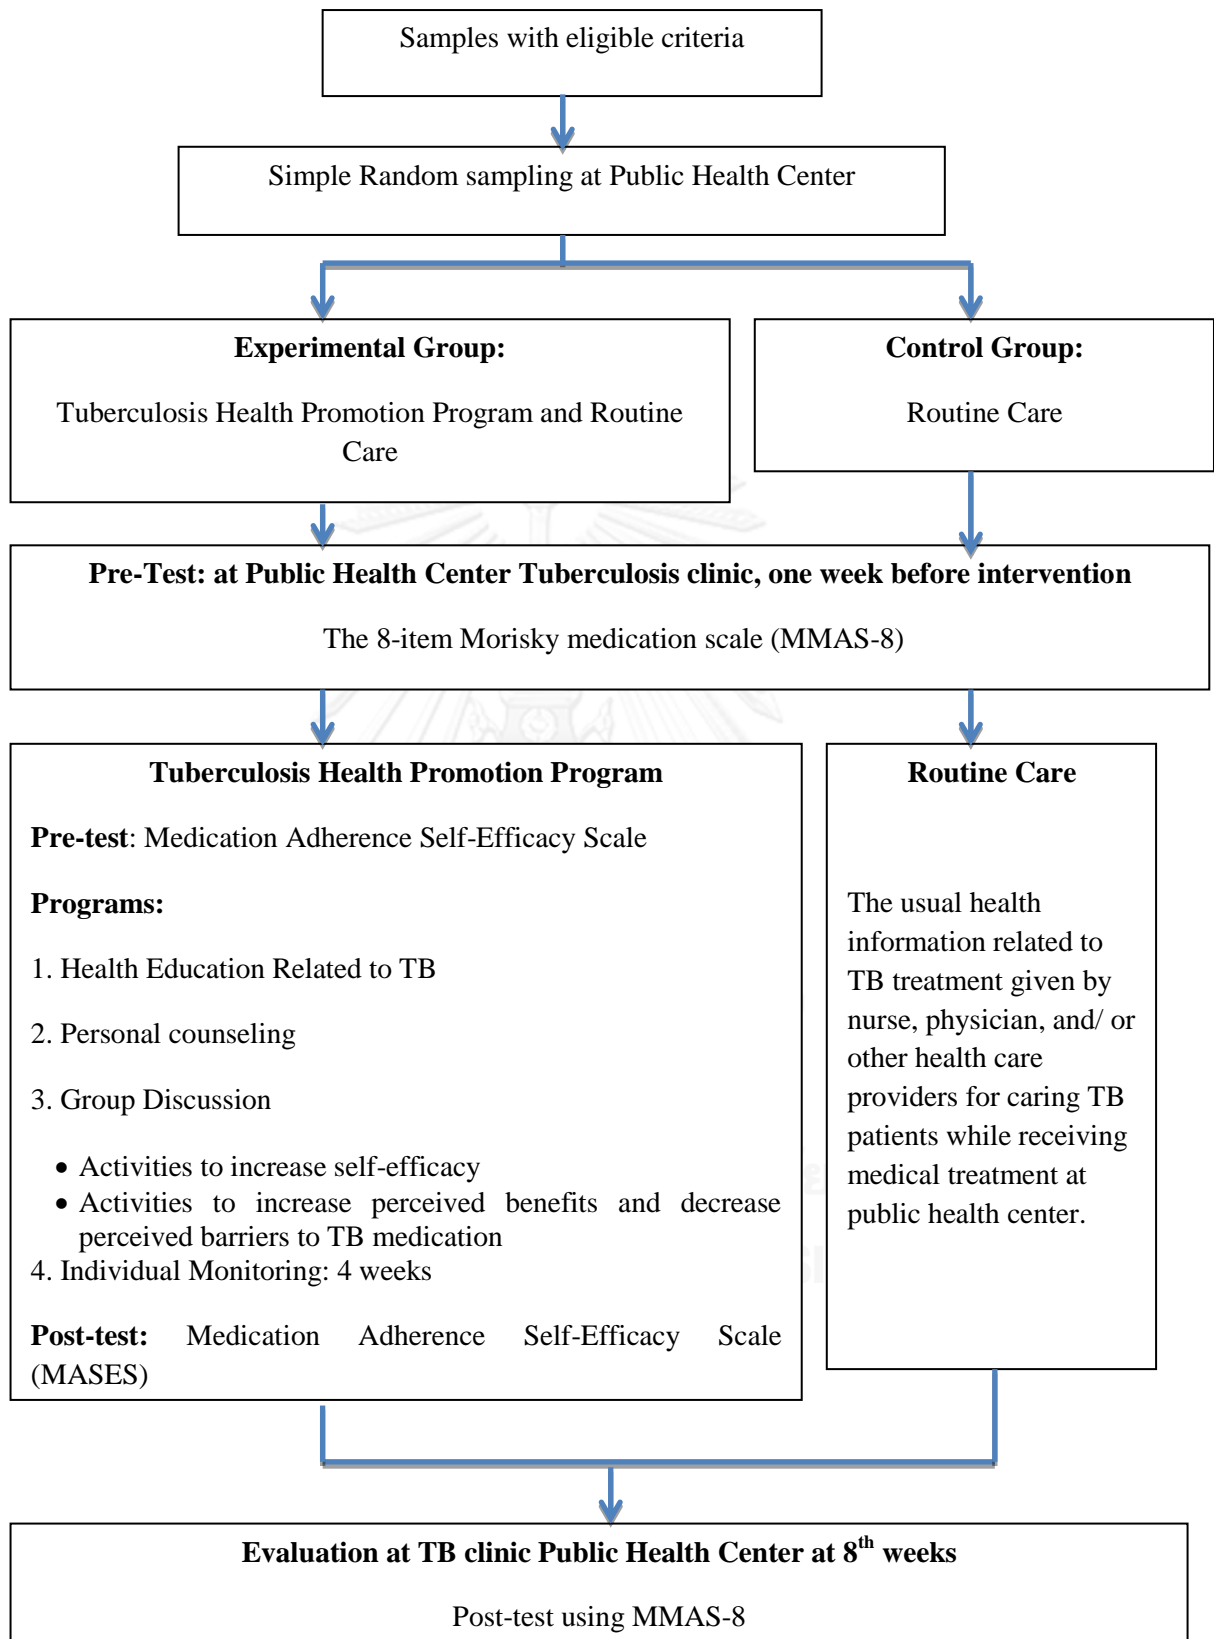 Samples with eligible criteria
Simple Random sampling at Public Health Center
Experimental Group:
Tuberculosis Health Promotion Program and Routine
Care
Control Group:
Routine Care
Pre-Test: at Public Health Center Tuberculosis clinic, one week before intervention
The 8-item Morisky medication scale (MMAS-8)
Tuberculosis Health Promotion Program
Pre-test: Medication Adherence Self-Efficacy Scale
Programs:
1. Health Education Related to TB
2. Personal counseling
3. Group Discussion
• Activities to increase self-efficacy
• Activities to increase perceived benefits and decrease
perceived barriers to TB medication
4. Individual Monitoring: 4 weeks
Post-test: Medication Adherence Self-Efficacy Scale
(MASES)
Routine Care
The usual health
information related to
TB treatment given by
nurse, physician, and/ or
other health care
providers for caring TB
patients while receiving
medical treatment at
public health center.
Evaluation at TB clinic Public Health Center at 8th weeks
Post-test using MMAS-8